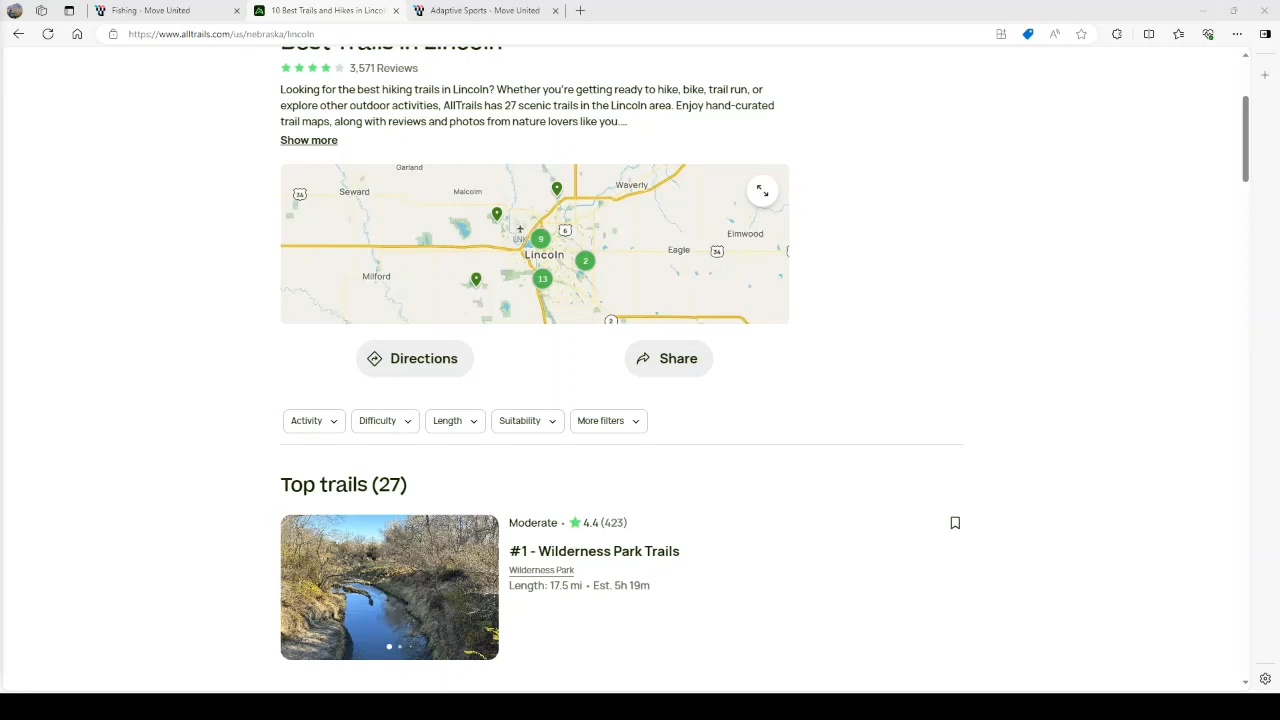 Fishing - Move United
10 Best Trails and Hikes in Lincol
Adaptive Sports - Move United
https://www.alltrails.com/us/nebraska/lincoln
Best Trails in Lincoln
3,571 Reviews
Looking for the best hiking trails in Lincoln? Whether you're getting ready to hike, bike, trail run, or
explore other outdoor activities, AllTrails has 27 scenic trails in the Lincoln area. Enjoy hand-curated
trail maps, along with reviews and photos from nature lovers like you....
Show more
Garland
Seward
Malcolm
Waverly
34
6
9
LNK
Lincoln
2
Eagle
34
Elmwood
Milford
13
2
Directions
Share
Activity
Difficulty
Length
Suitability
More filters
Top trails (27)
Moderate • 4.4 (423)
#1 - Wilderness Park Trails
Wilderness Park
Length: 17.5 mi • Est. 5h 19m